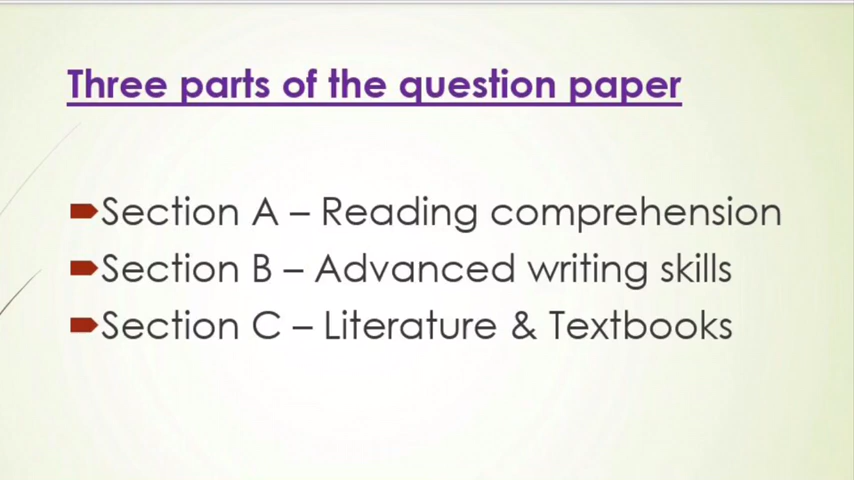 Three parts of the question paper
Section A – Reading comprehension
Section B – Advanced writing skills
Section C – Literature & Textbooks